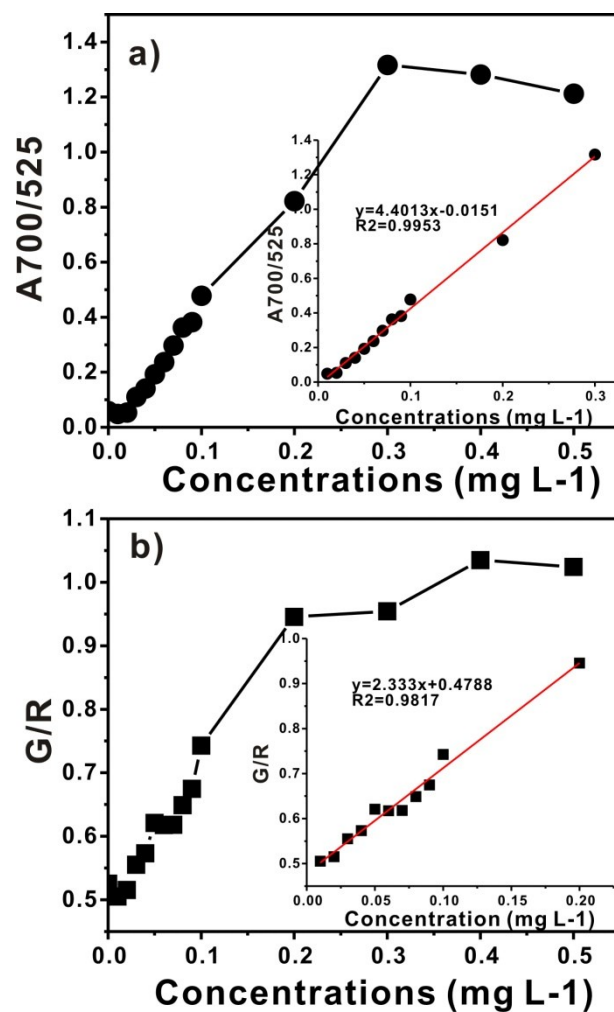 a)
A700/525
1.4
1.2
1.0
0.8
0.6
0.4
0.2
0.0
0.0 0.1 0.2 0.3 0.4 0.5
Concentrations (mg L-1)
A700/525
1.4
1.2
1.0
0.8
0.6
0.4
0.2
0.0
y=4.4013x-0.0151
R2=0.9953
0.0 0.1 0.2 0.3
Concentrations (mg L-1)
b)
G/R
1.1
1.0
0.9
0.8
0.7
0.6
0.5
0.0 0.1 0.2 0.3 0.4 0.5
Concentrations (mg L-1)
G/R
1.0
0.9
0.8
0.7
0.6
0.5
y=2.333x+0.4788
R2=0.9817
0.00 0.05 0.10 0.15 0.20
Concentration (mg L-1)